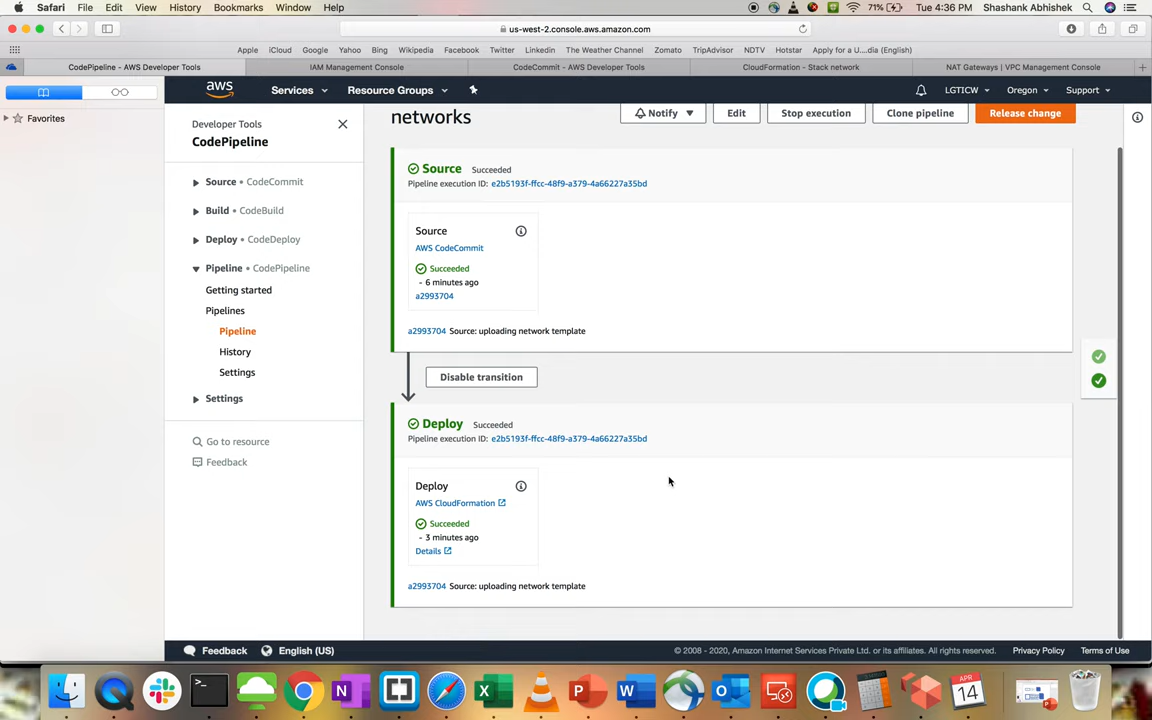 Safari File Edit View History Bookmarks Window Help 71% Tue 4:36 PM Shashank Abhishek
us-west-2.console.aws.amazon.com
Apple iCloud Google Yahoo Bing Wikipedia Facebook Twitter Linkedin The Weather Channel Zomato TripAdvisor NDTV Hotstar Apply for a U....dia (English)
CodePipeline - AWS Developer Tools IAM Management Console CodeCommit - AWS Developer Tools CloudFormation - Stack network NAT Gateways | VPC Management Console
aws Services Resource Groups LGTICW Oregon Support
Favorites
Developer Tools
CodePipeline
Source • CodeCommit
Build • CodeBuild
Deploy • CodeDeploy
Pipeline • CodePipeline
Getting started
Pipelines
Pipeline
History
Settings
Settings
Go to resource
Feedback
networks Notify Edit Stop execution Clone pipeline Release change
Source Succeeded
Pipeline execution ID: e2b5193f-ffcc-48f9-a379-4a66227a35bd
Source
AWS CodeCommit
Succeeded
- 6 minutes ago
a2993704
a2993704 Source: uploading network template
Disable transition
Deploy Succeeded
Pipeline execution ID: e2b5193f-ffcc-48f9-a379-4a66227a35bd
Deploy
AWS CloudFormation
Succeeded
- 3 minutes ago
Details
a2993704 Source: uploading network template
Feedback English (US) © 2008 - 2020, Amazon Internet Services Private Ltd. or its affiliates. All rights reserved. Privacy Policy Terms of Use
APR
14